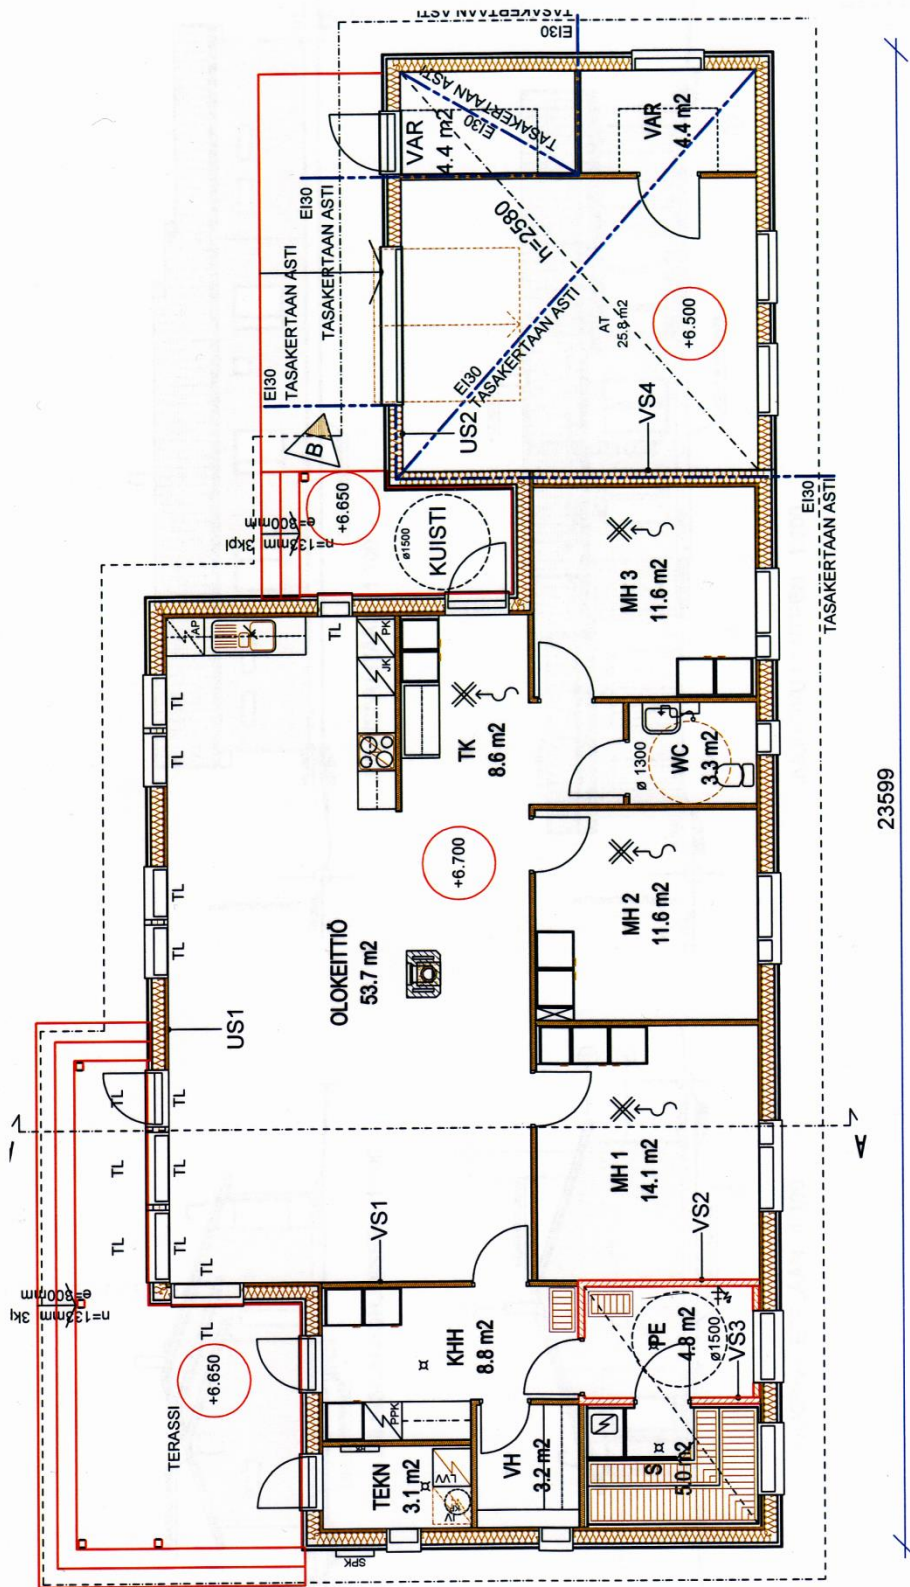 TASAKERTAAN ASTI
TASAKERTAAN ASTI
EI30
VAR
4.4 m2
EI30
TASAKERTAAN ASTI
VAR
4.4 m2
EI30
TASAKERTAAN ASTI
h=2580
EI30
TASAKERTAAN ASTI
AT
25.8 m2
+6.500
EI30
TASAKERTAAN ASTI
US2
VS4
B
+6.650
n=133mm 3kpl
e=800mm
ø1500
KUISTI
EI30
TASAKERTAAN ASTI
MH 3
11.6 m2
AP
TL
PK
JK
TK
8.6 m2
ø 1300
WC
3.3 m2
TL
TL
+6.700
MH 2
11.6 m2
OLOKEITTIÖ
53.7 m2
TL
TL
US1
23599
TL
TL
TL
TL
TL
TL
A
MH 1
14.1 m2
VS1
VS2
TL
TL
n=133mm
e=800mm
+6.650
TERASSI
KHH
8.8 m2
PE
4.8 m2
ø1500
VS3
PPK
TEKN
3.1 m2
LVV
IV
VH
3.2 m2
S
5.0 m2
SPK